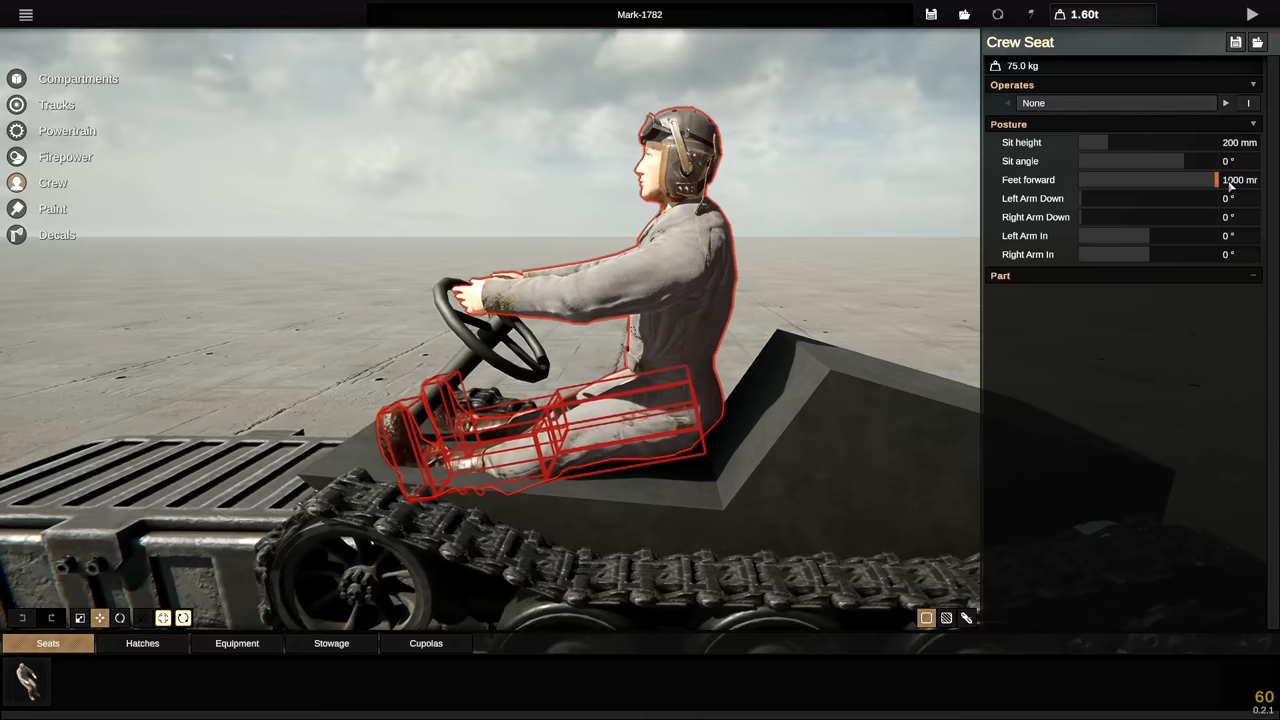 Mark-1782
1.60t
Compartments
Tracks
Powertrain
Firepower
Crew
Paint
Decals
Crew Seat
75.0 kg
Operates
None
Posture
Sit height 200 mm
Sit angle 0 °
Feet forward 1000 mr
Left Arm Down 0 °
Right Arm Down 0 °
Left Arm In 0 °
Right Arm In 0 °
Part
Seats Hatches Equipment Stowage Cupolas
60
0.2.1